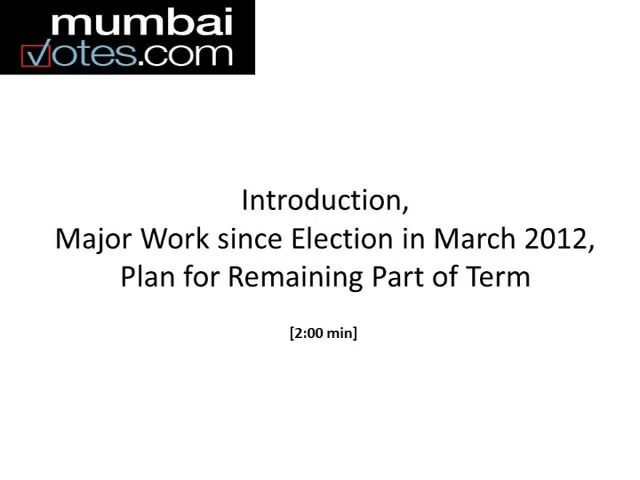 mumbai
votes.com
Introduction,
Major Work since Election in March 2012,
Plan for Remaining Part of Term
[2:00 min]